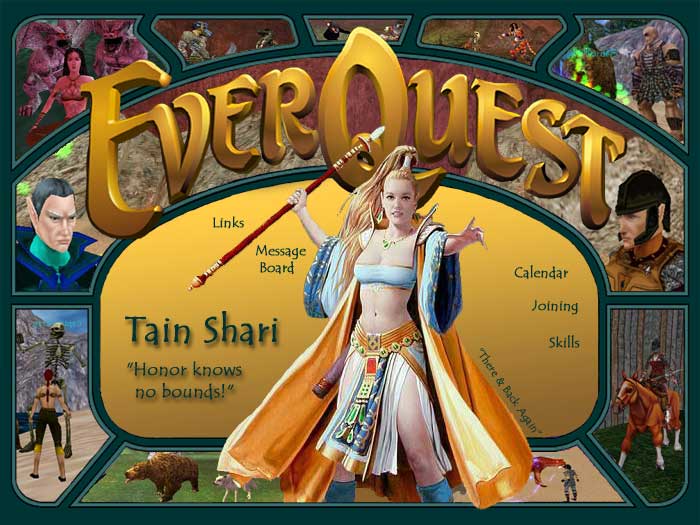 EVERQUEST
Links
Message
Board
Calendar
Joining
Skills
Tain Shari
"Honor knows
no bounds!"
"There & Back Again"